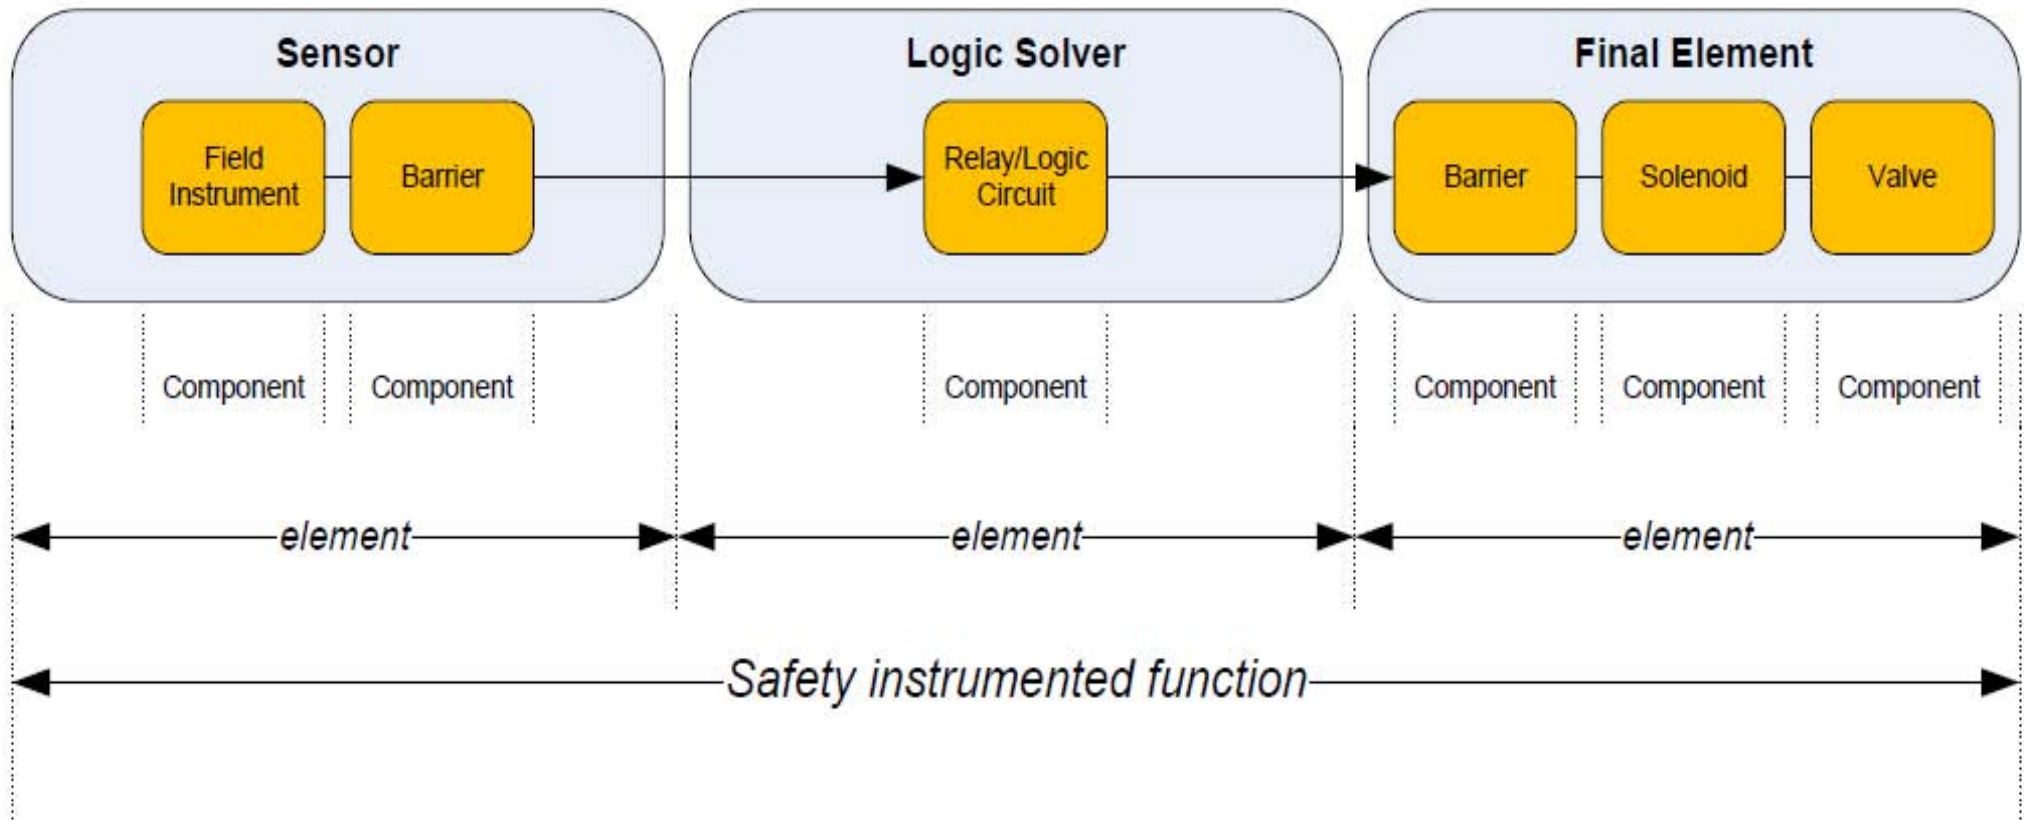 Sensor
Logic Solver
Final Element
Field
Instrument
Barrier
Relay/Logic
Circuit
Barrier
Solenoid
Valve
Component
Component
Component
Component
Component
Component
element
element
element
Safety instrumented function